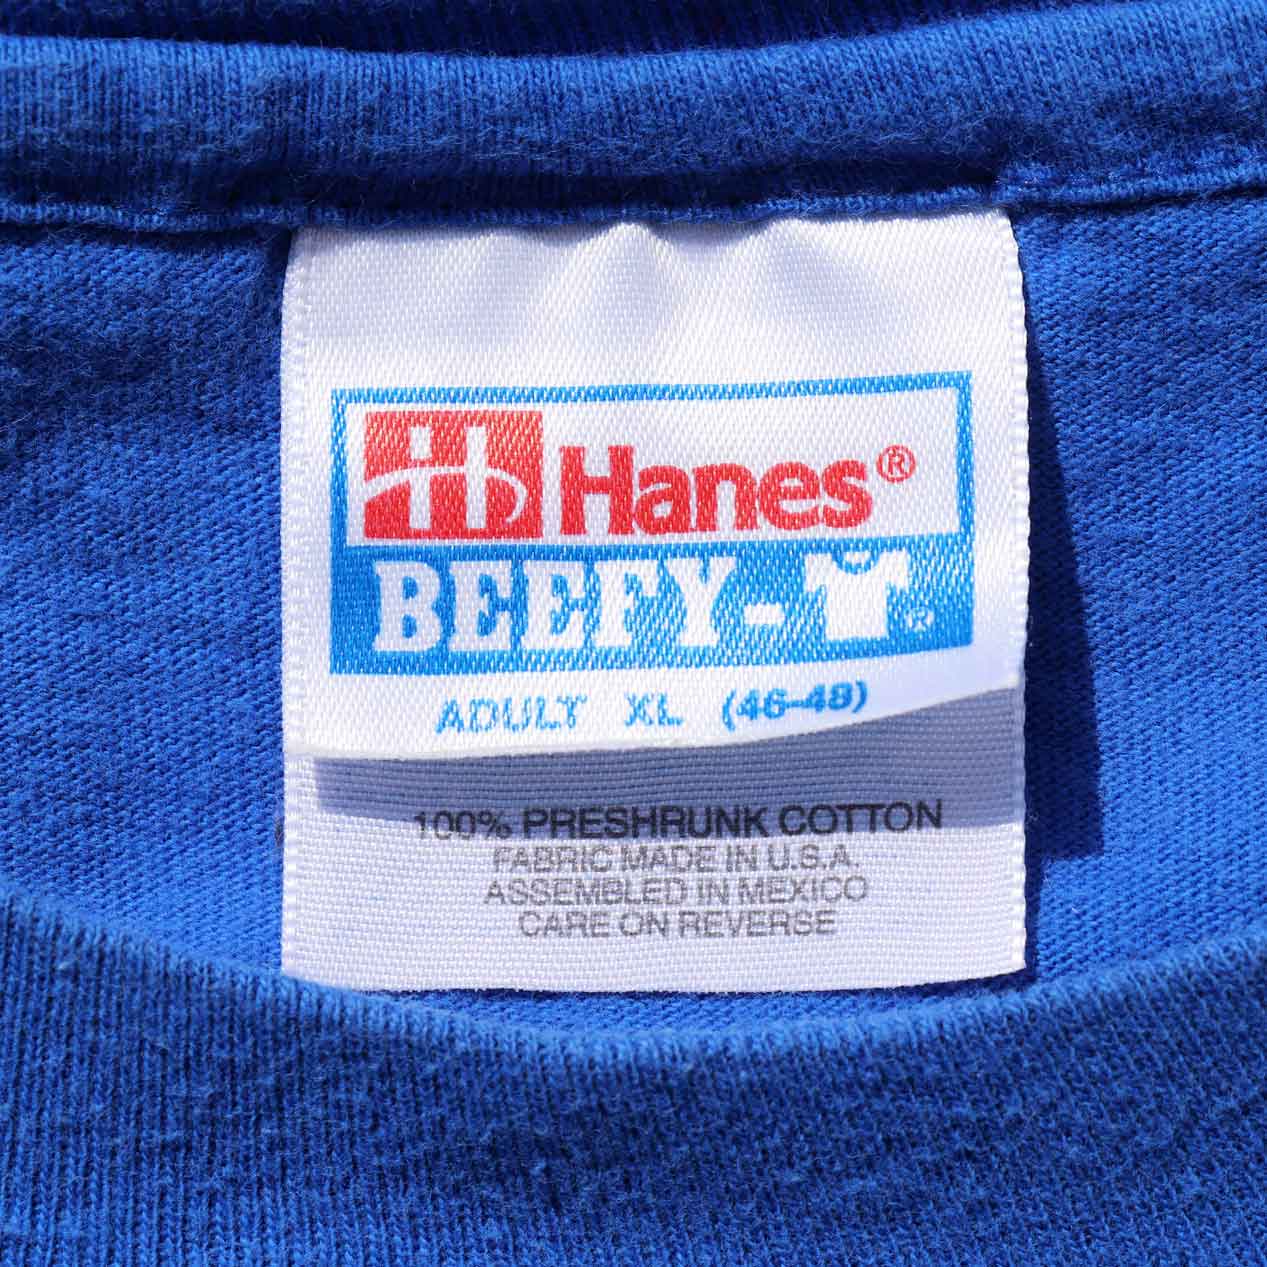 Hanes®
BEEFY-T®
ADULT XL (46-48)
100% PRESHRUNK COTTON
FABRIC MADE IN U.S.A.
ASSEMBLED IN MEXICO
CARE ON REVERSE